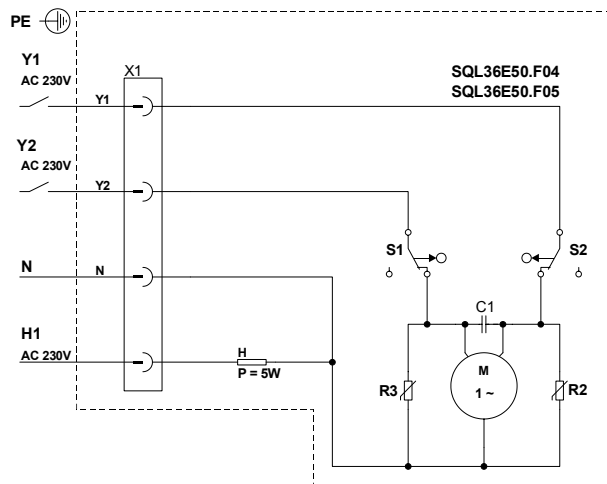 PE
Y1
AC 230V
X1
Y1
SQL36E50.F04
SQL36E50.F05
Y2
AC 230V
Y2
N
N
S1
S2
H1
AC 230V
H
P = 5W
C1
M
1 ~
R3
R2